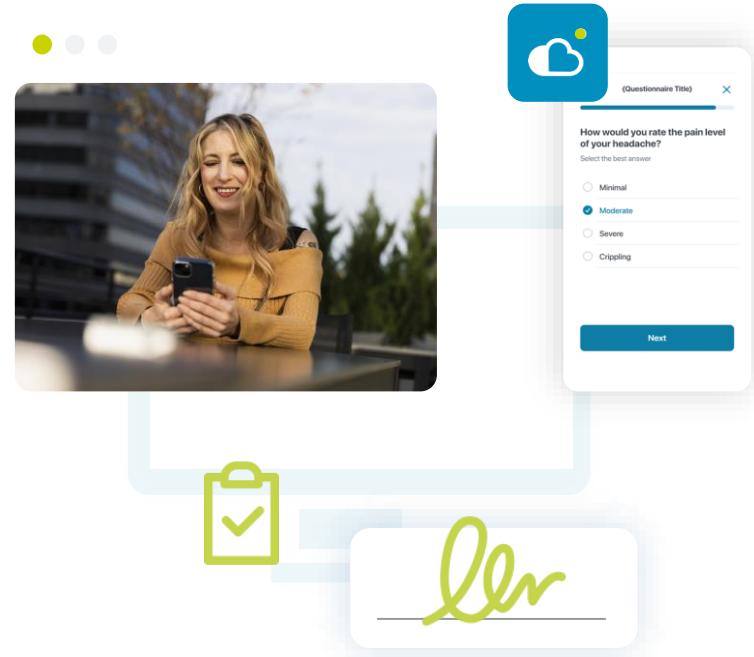 {Questionnaire Title}
How would you rate the pain level
of your headache?
Select the best answer
Minimal
Moderate
Severe
Crippling
Next